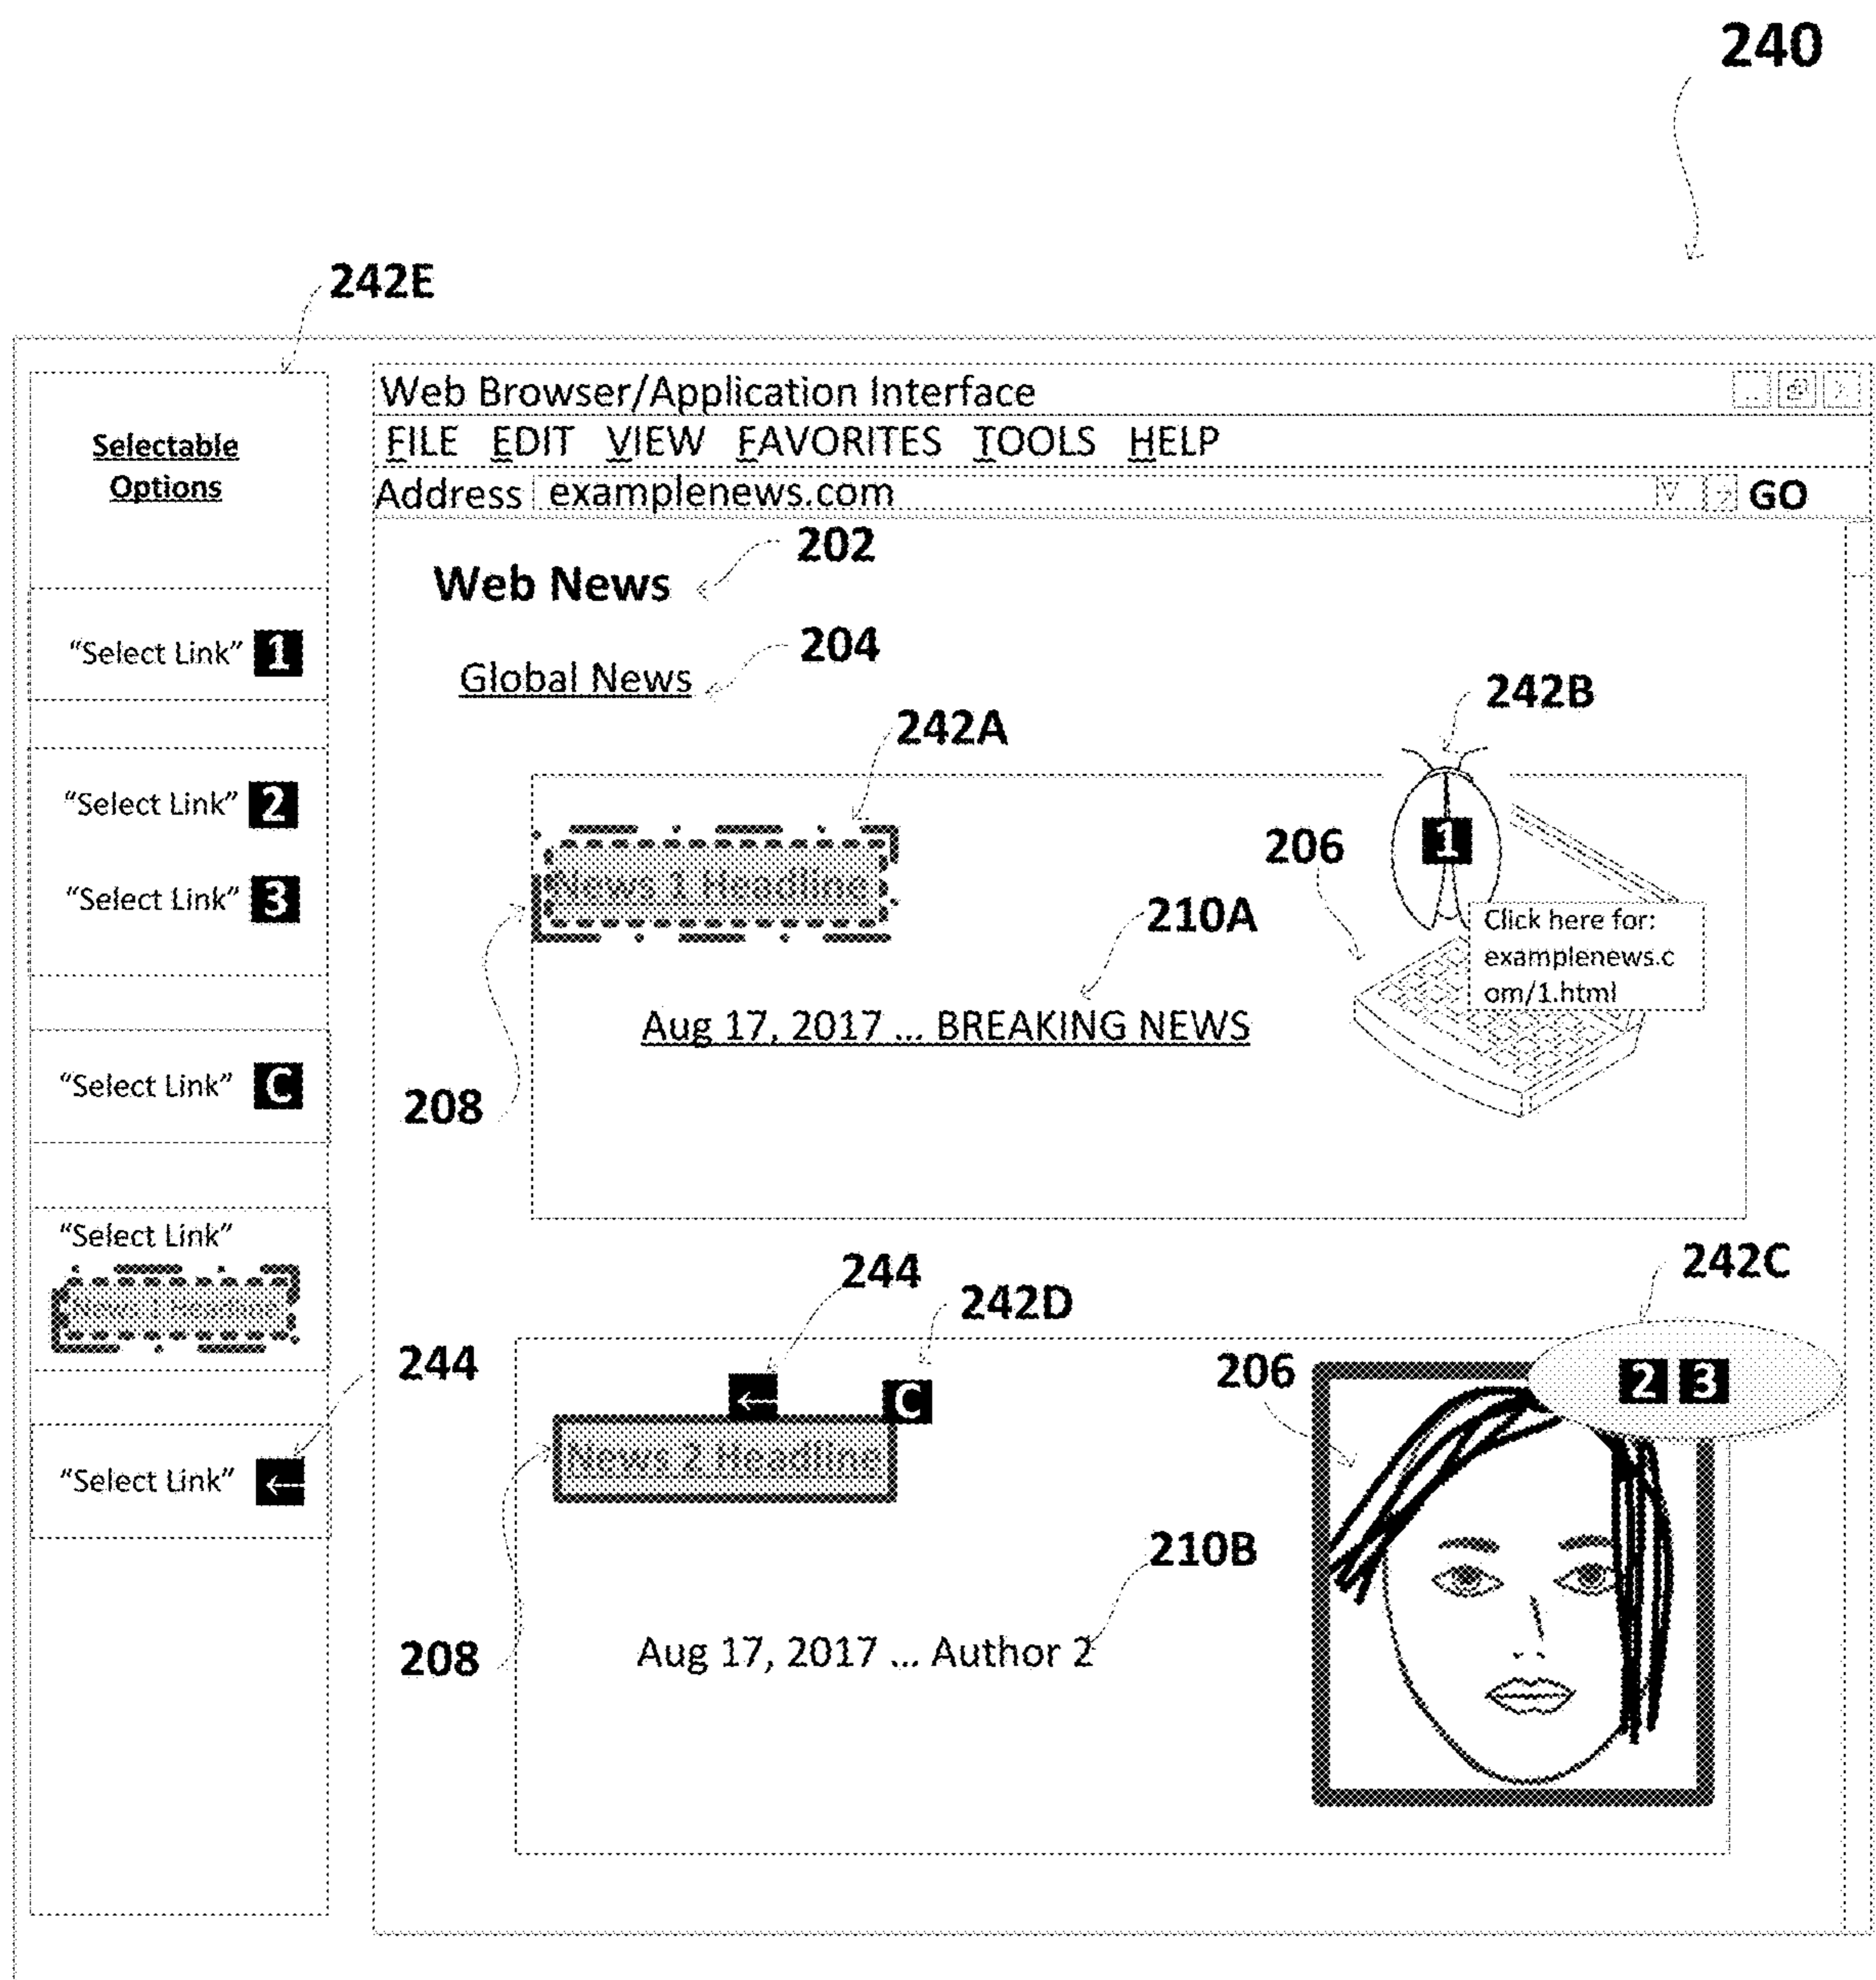 240
242E
Selectable
Options
"Select Link" 1
"Select Link" 2
"Select Link" 3
"Select Link" C
"Select Link"
News 1 Headline
244
"Select Link" ←
Web Browser/Application Interface
FILE EDIT VIEW FAVORITES TOOLS HELP
Address examplenews.com GO
202
Web News
204
Global News
242B
242A
1
206
News 1 Headline
210A
Click here for:
examplenews.c
om/1.html
Aug 17, 2017 ... BREAKING NEWS
208
242C
244
242D
206
2 3
← C
News 2 Headline
210B
208
Aug 17, 2017 ... Author 2